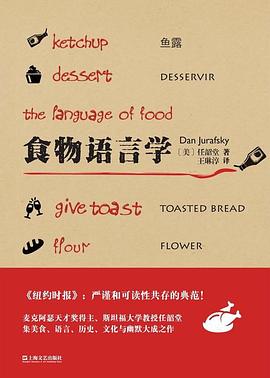 ketchup 鱼露
dessert DESSERVIR
the language of food
食物语言学
Dan Jurafsky
〔美〕任韶堂 著
王琳淳 译
give toast TOASTED BREAD
flour FLOWER
《纽约时报》：严谨和可读性共存的典范！
麦克阿瑟天才奖得主、斯坦福大学教授任韶堂
集美食、语言、历史、文化与幽默大成之作
上海文艺出版社